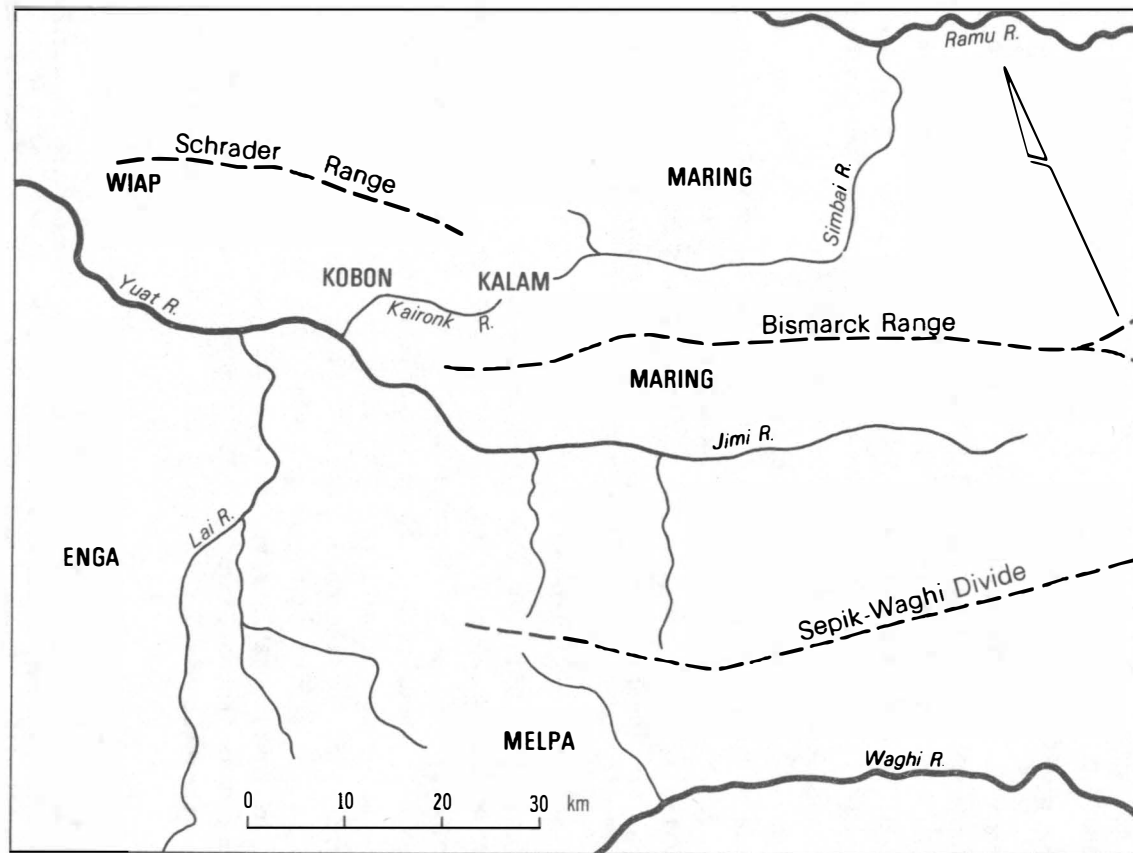 Ramu R.
Schrader
Range
WIAP
MARING
Simbai R.
KOBON
KALAM
Yuat R.
Kaironk R.
Bismarck Range
MARING
Jimi R.
Lai R.
ENGA
Sepik-Waghi Divide
MELPA
Waghi R.
0 10 20 30 km